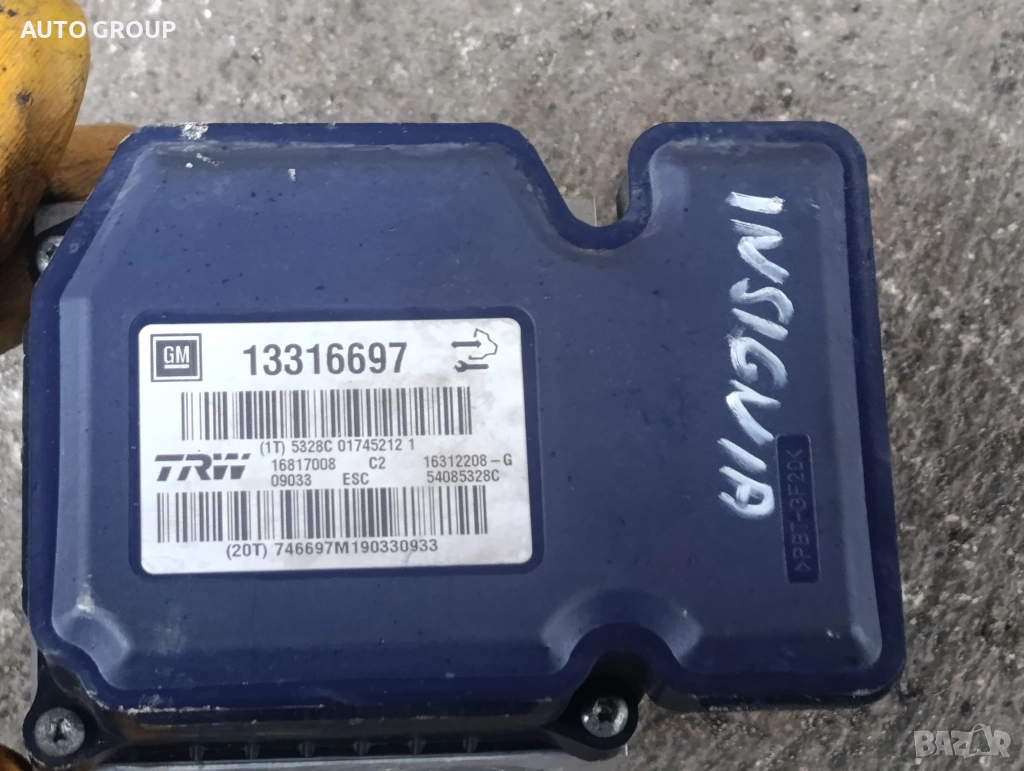 AUTO GROUP
GM 13316697
(1T) 5328C 01745212 1
TRW 16817008 C2 16312208-G
09033 ESC 54085328C
(20T) 746697M190330933
INSIGNIA
>PBT-GF20<
BAZAR